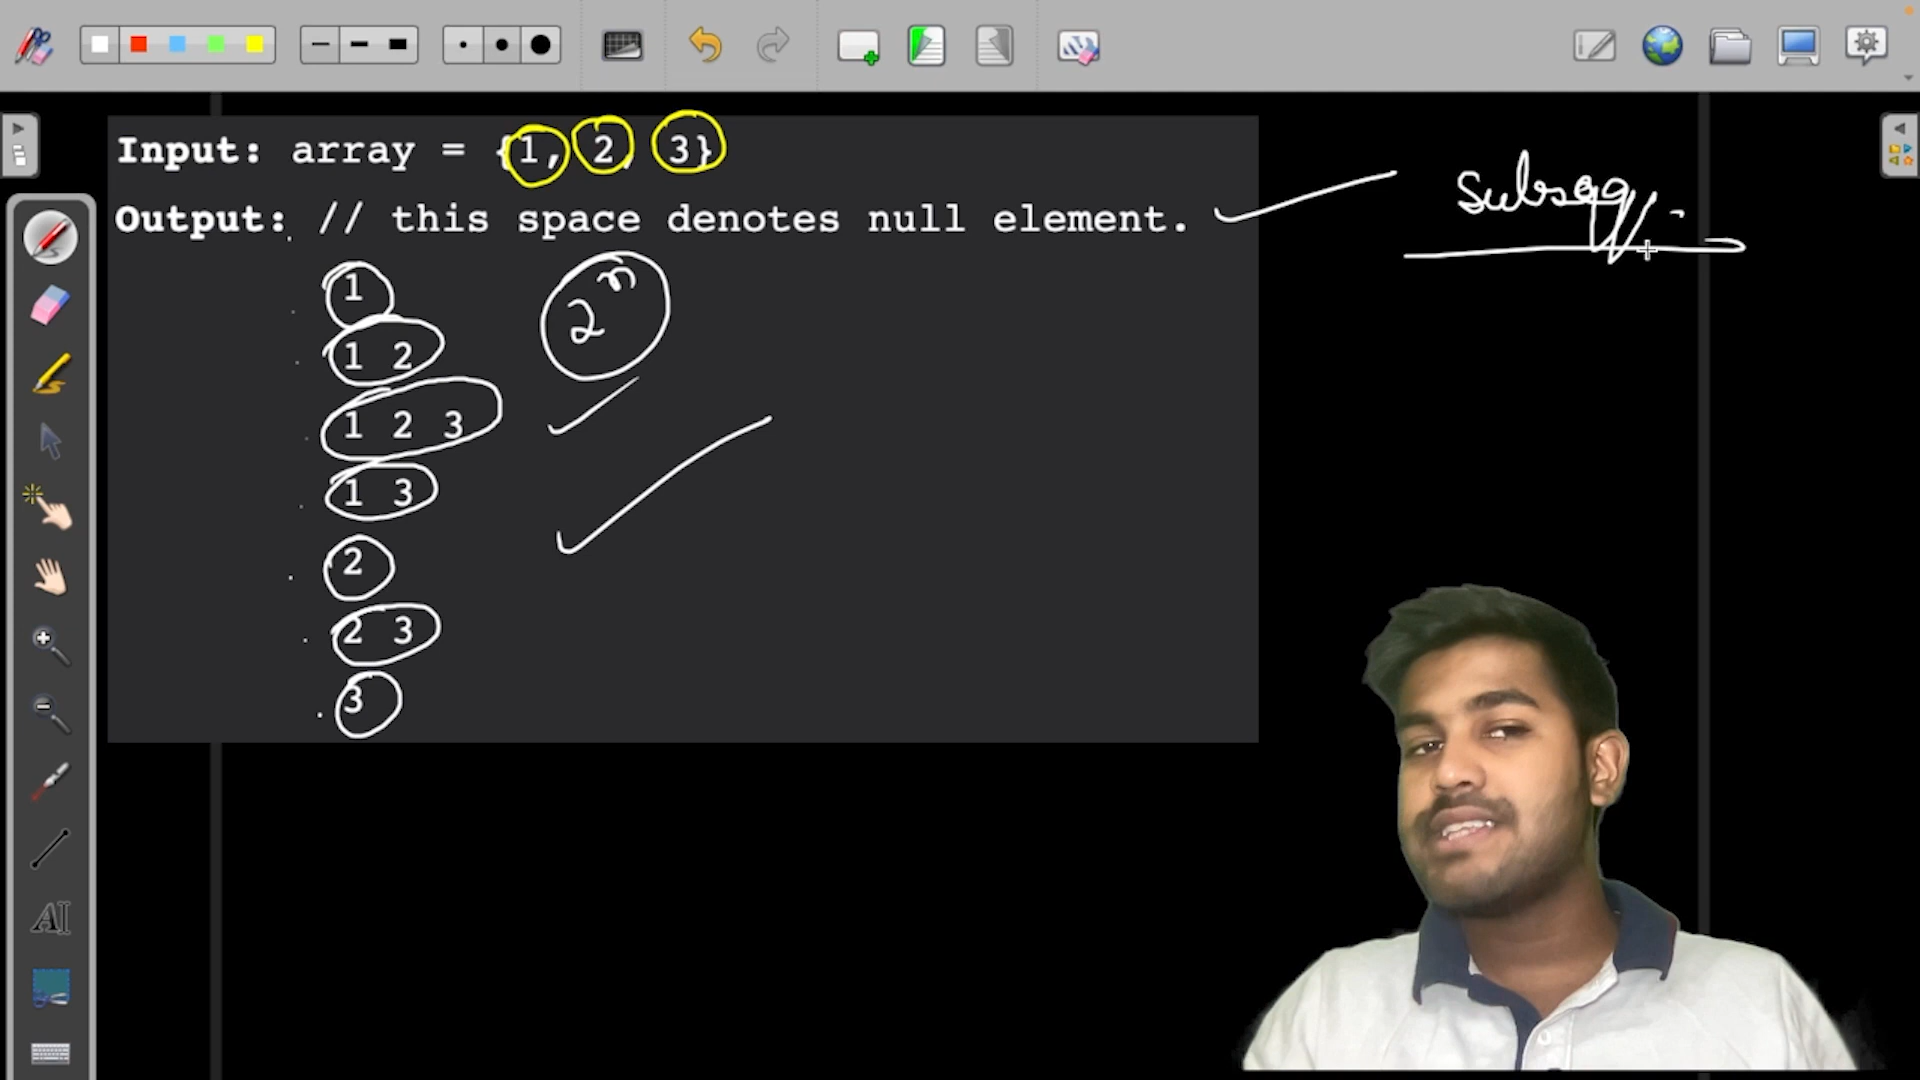 Input: array = {1, 2, 3}
Output: // this space denotes null element.
1
1 2
1 2 3
1 3
2
2 3
3
2^n
AI